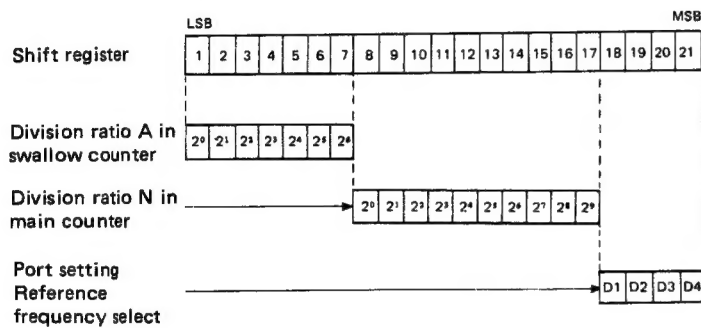 LSB MSB
Shift register 1 2 3 4 5 6 7 8 9 10 11 12 13 14 15 16 17 18 19 20 21
Division ratio A in
swallow counter
2⁰ 2¹ 2² 2³ 2⁴ 2⁵ 2⁶
Division ratio N in
main counter
2⁰ 2¹ 2² 2³ 2⁴ 2⁵ 2⁶ 2⁷ 2⁸ 2⁹
Port setting
Reference
frequency select
D1 D2 D3 D4